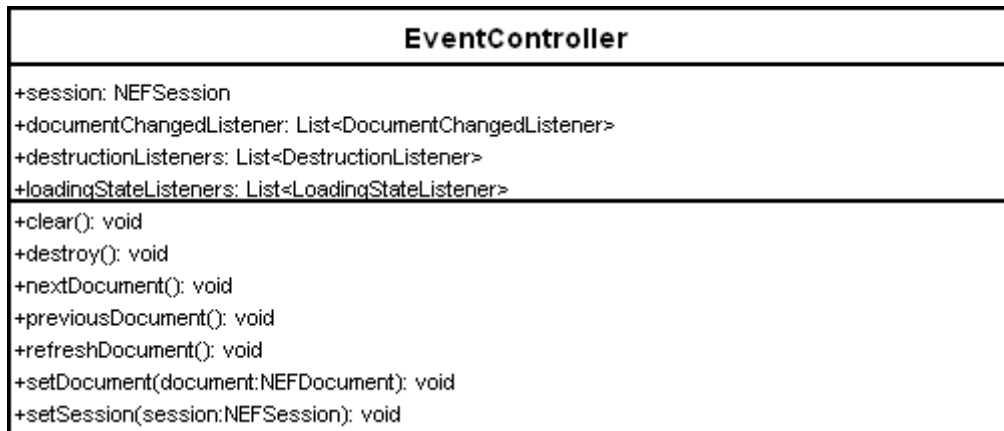 EventController
+session: NEFSession
+documentChangedListener: List<DocumentChangedListener>
+destructionListeners: List<DestructionListener>
+loadingStateListeners: List<LoadingStateListener>
+clear(): void
+destroy(): void
+nextDocument(): void
+previousDocument(): void
+refreshDocument(): void
+setDocument(document:NEFDocument): void
+setSession(session:NEFSession): void